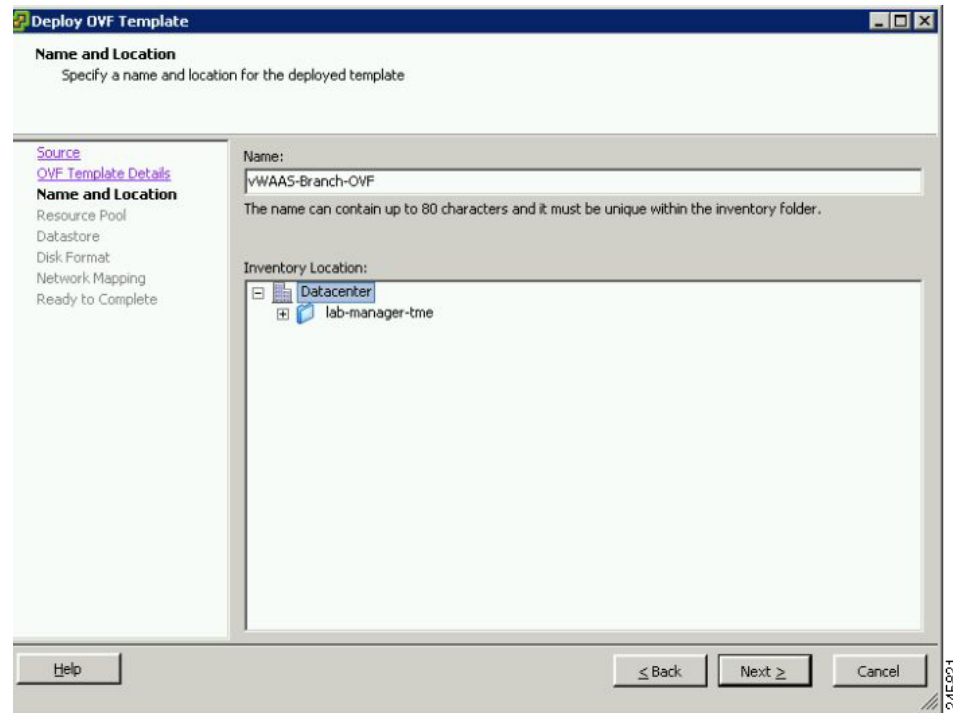 Deploy OVF Template
Name and Location
Specify a name and location for the deployed template
Source
OVF Template Details
Name and Location
Resource Pool
Datastore
Disk Format
Network Mapping
Ready to Complete
Name:
vWAAS-Branch-OVF
The name can contain up to 80 characters and it must be unique within the inventory folder.
Inventory Location:
Datacenter
lab-manager-tme
Help
≤ Back
Next ≥
Cancel